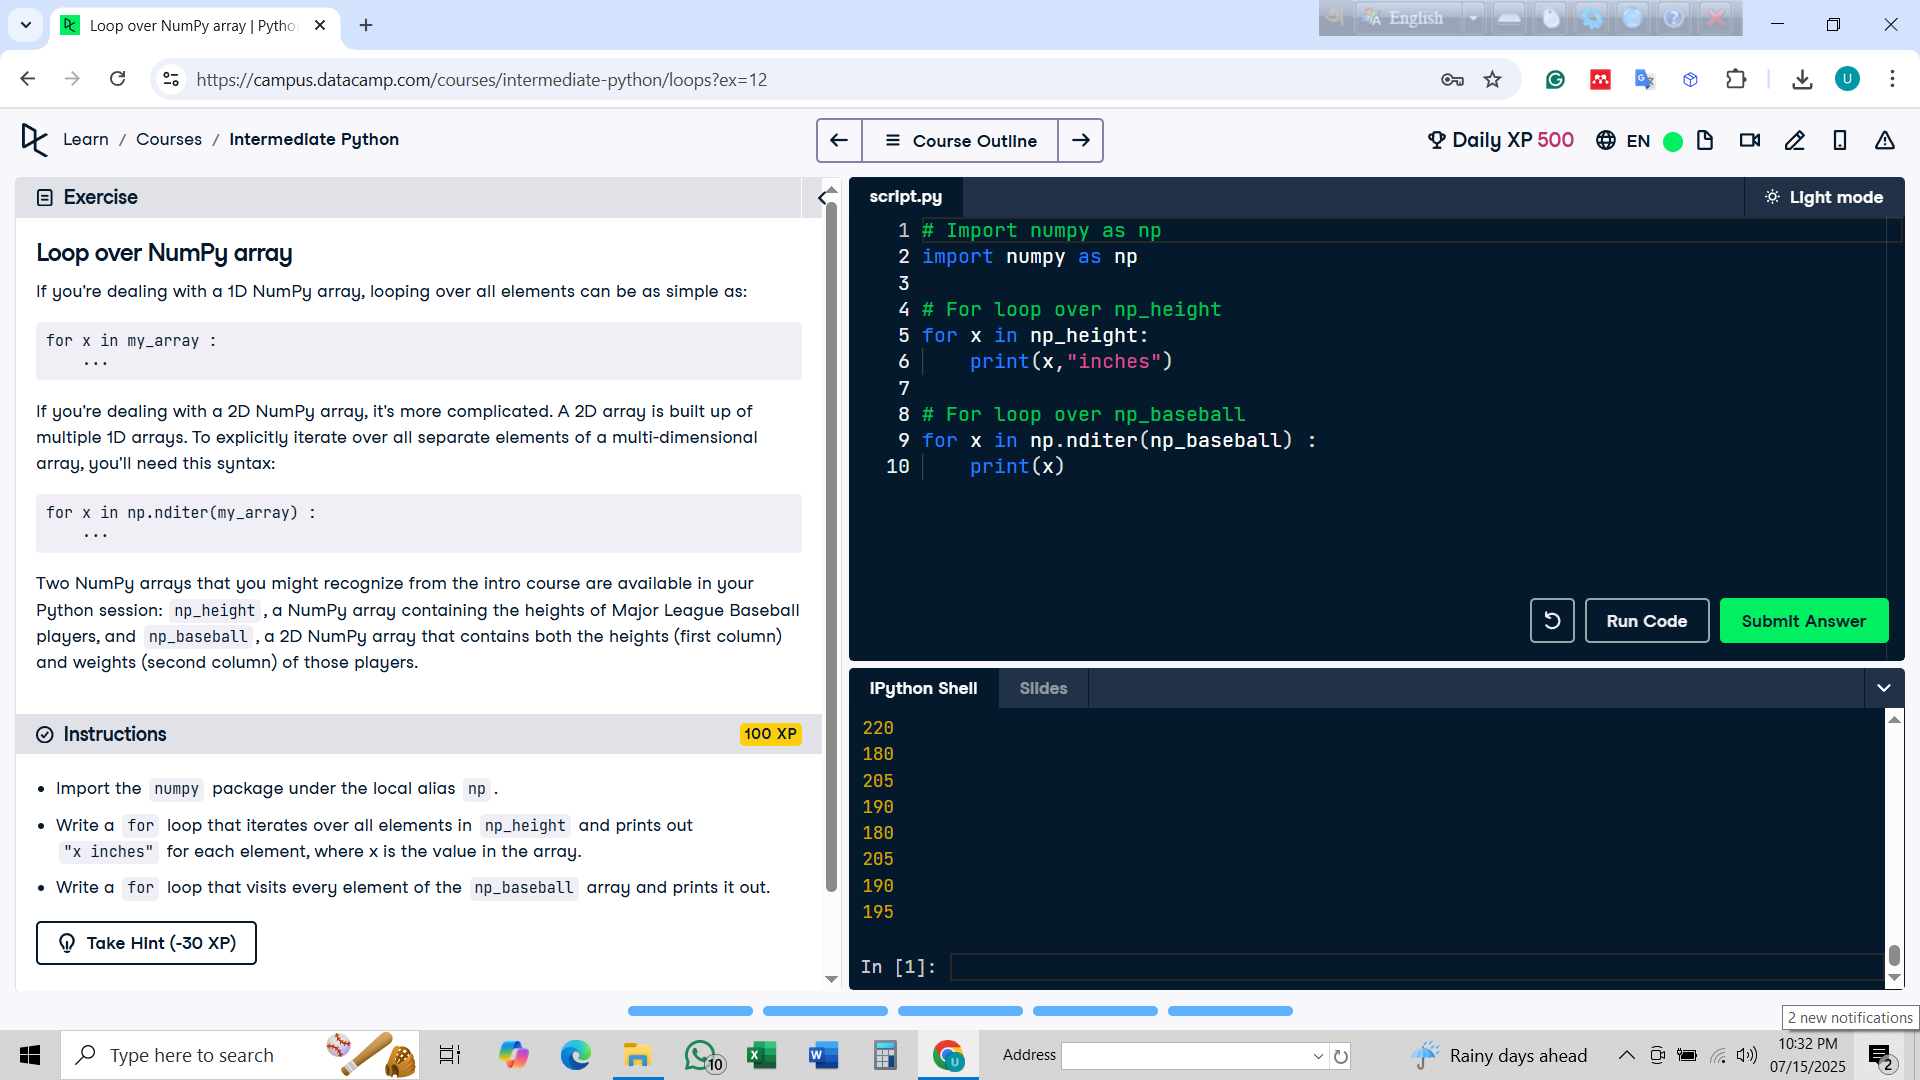 Loop over NumPy array | Pytho
English
https://campus.datacamp.com/courses/intermediate-python/loops?ex=12
U
Learn / Courses / Intermediate Python
Course Outline
Daily XP 500
EN
Exercise
Loop over NumPy array
If you're dealing with a 1D NumPy array, looping over all elements can be as simple as:
for x in my_array :
...
If you're dealing with a 2D NumPy array, it's more complicated. A 2D array is built up of
multiple 1D arrays. To explicitly iterate over all separate elements of a multi-dimensional
array, you'll need this syntax:
for x in np.nditer(my_array) :
...
Two NumPy arrays that you might recognize from the intro course are available in your
Python session: np_height, a NumPy array containing the heights of Major League Baseball
players, and np_baseball, a 2D NumPy array that contains both the heights (first column)
and weights (second column) of those players.
Instructions
100 XP
• Import the numpy package under the local alias np.
• Write a for loop that iterates over all elements in np_height and prints out
"x inches" for each element, where x is the value in the array.
• Write a for loop that visits every element of the np_baseball array and prints it out.
Take Hint (-30 XP)
script.py
Light mode
1 # Import numpy as np
2 import numpy as np
3
4 # For loop over np_height
5 for x in np_height:
6 print(x,"inches")
7
8 # For loop over np_baseball
9 for x in np.nditer(np_baseball) :
10 print(x)
Run Code
Submit Answer
IPython Shell
Slides
220
180
205
190
180
205
190
195
In [1]:
2 new notifications
Type here to search
10
Address
Rainy days ahead
10:32 PM
07/15/2025
2